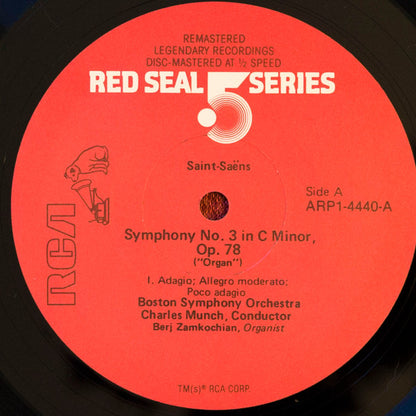 REMASTERED
LEGENDARY RECORDINGS
DISC-MASTERED AT ½ SPEED
RED SEAL .5 SERIES
Saint-Saëns
Side A
ARP1-4440-A
RCA
Symphony No. 3 in C Minor,
Op. 78
("Organ")
I. Adagio; Allegro moderato;
Poco adagio
Boston Symphony Orchestra
Charles Munch, Conductor
Berj Zamkochian, Organist
TM(s)® RCA CORP.